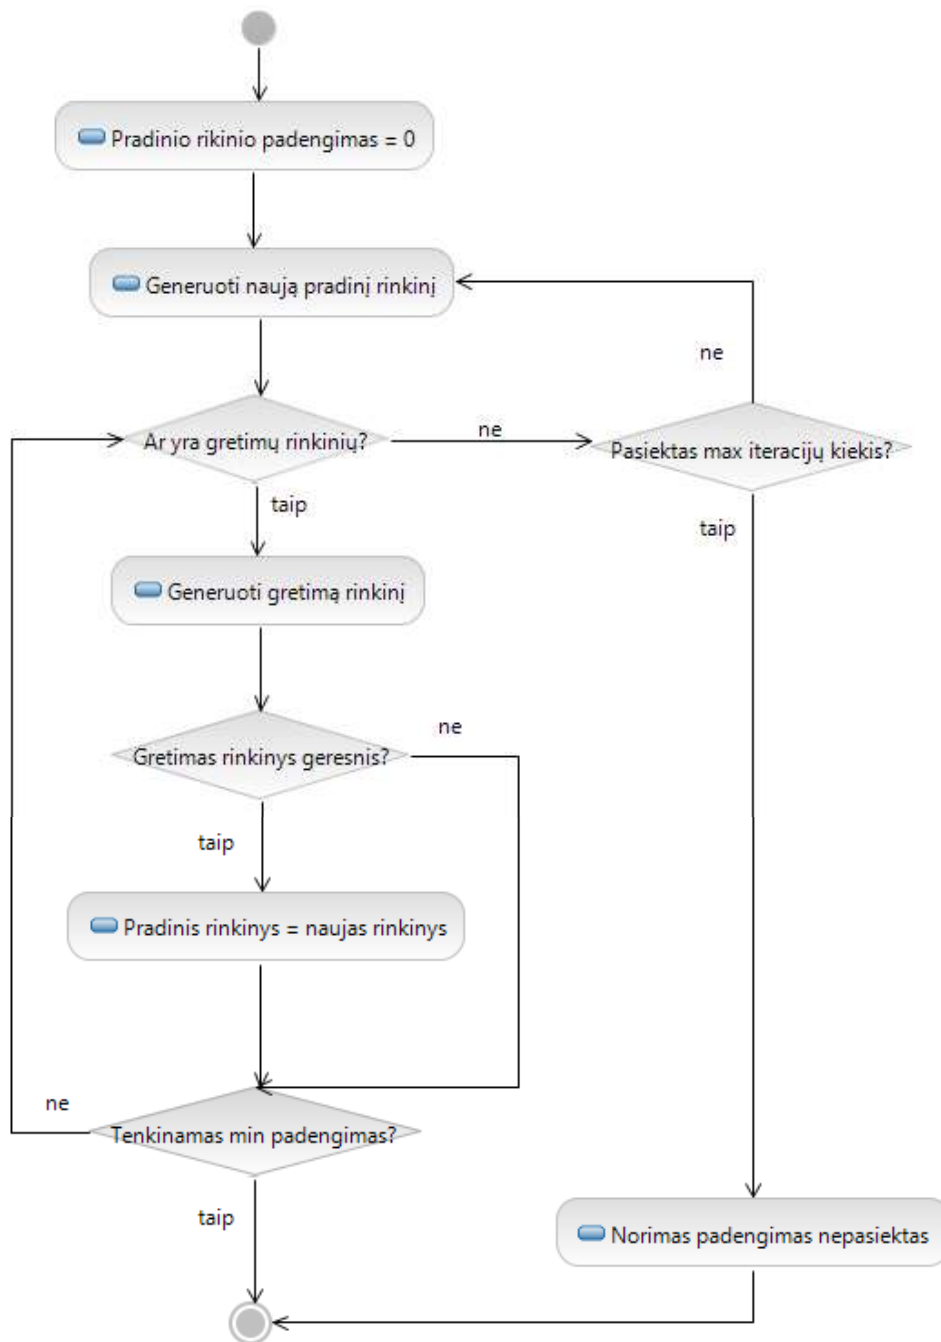 Pradinio rikinio padengimas = 0
Generuoti naują pradinį rinkinį
ne
Ar yra gretimų rinkinių?
ne
Pasiektas max iteracijų kiekis?
taip
taip
Generuoti gretimą rinkinį
ne
Gretimas rinkinys geresnis?
taip
Pradinis rinkinys = naujas rinkinys
ne
Tenkinamas min padengimas?
taip
Norimas padengimas nepasiektas